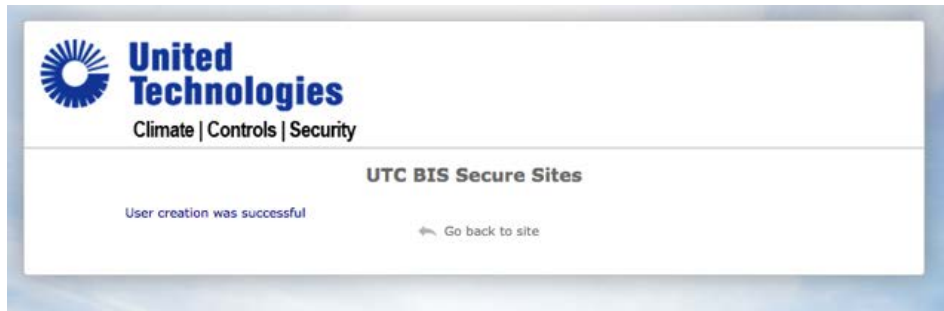 United
Technologies
Climate | Controls | Security
UTC BIS Secure Sites
User creation was successful
Go back to site